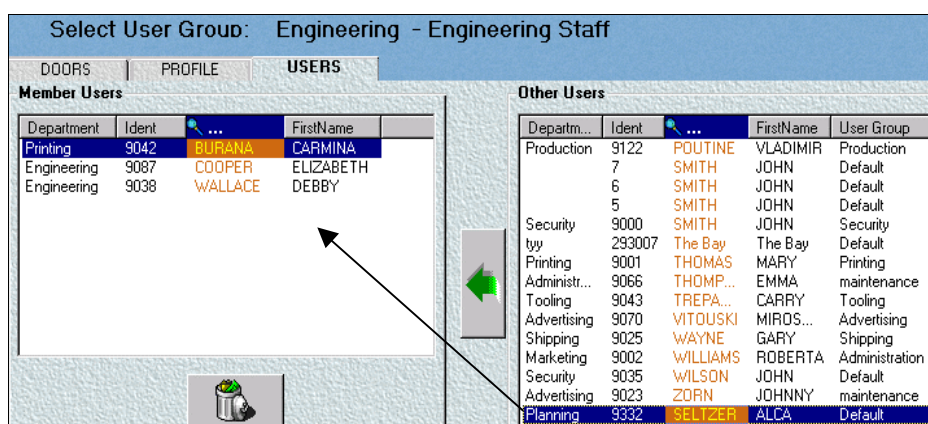 Select User Group: Engineering - Engineering Staff
DOORS PROFILE USERS
Member Users
Department Ident ... FirstName
Printing 9042 BURANA CARMINA
Engineering 9087 COOPER ELIZABETH
Engineering 9038 WALLACE DEBBY
Other Users
Departm... Ident ... FirstName User Group
Production 9122 POUTINE VLADIMIR Production
7 SMITH JOHN Default
6 SMITH JOHN Default
5 SMITH JOHN Default
Security 9000 SMITH JOHN Security
tyy 293007 The Bay The Bay Default
Printing 9001 THOMAS MARY Printing
Administr... 9066 THOMP... EMMA maintenance
Tooling 9043 TREPA... CARRY Tooling
Advertising 9070 VITOUSKI MIROS... Advertising
Shipping 9025 WAYNE GARY Shipping
Marketing 9002 WILLIAMS ROBERTA Administration
Security 9035 WILSON JOHN Default
Advertising 9023 ZORN JOHNNY maintenance
Planning 9332 SELTZER ALCA Default